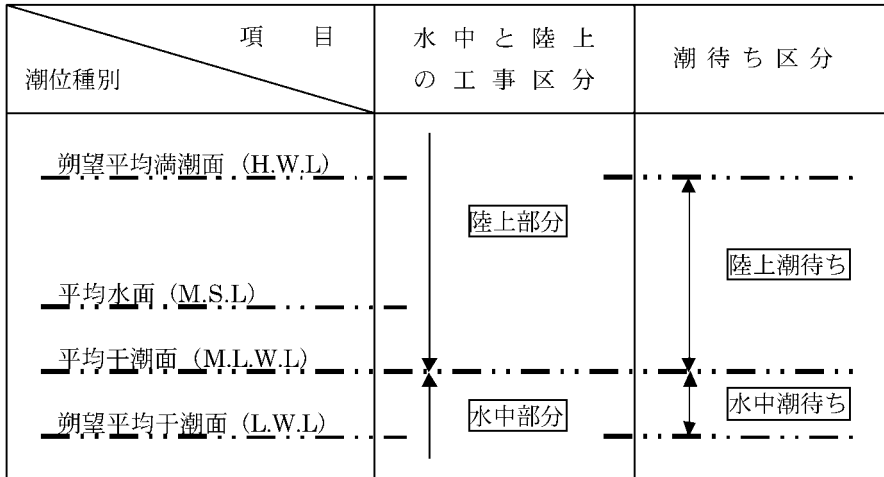 項目
潮位種別
水中と陸上
の工事区分
潮待ち区分
朔望平均満潮面 (H.W.L)
陸上部分
陸上潮待ち
平均水面 (M.S.L)
平均干潮面 (M.L.W.L)
水中部分
水中潮待ち
朔望平均干潮面 (L.W.L)